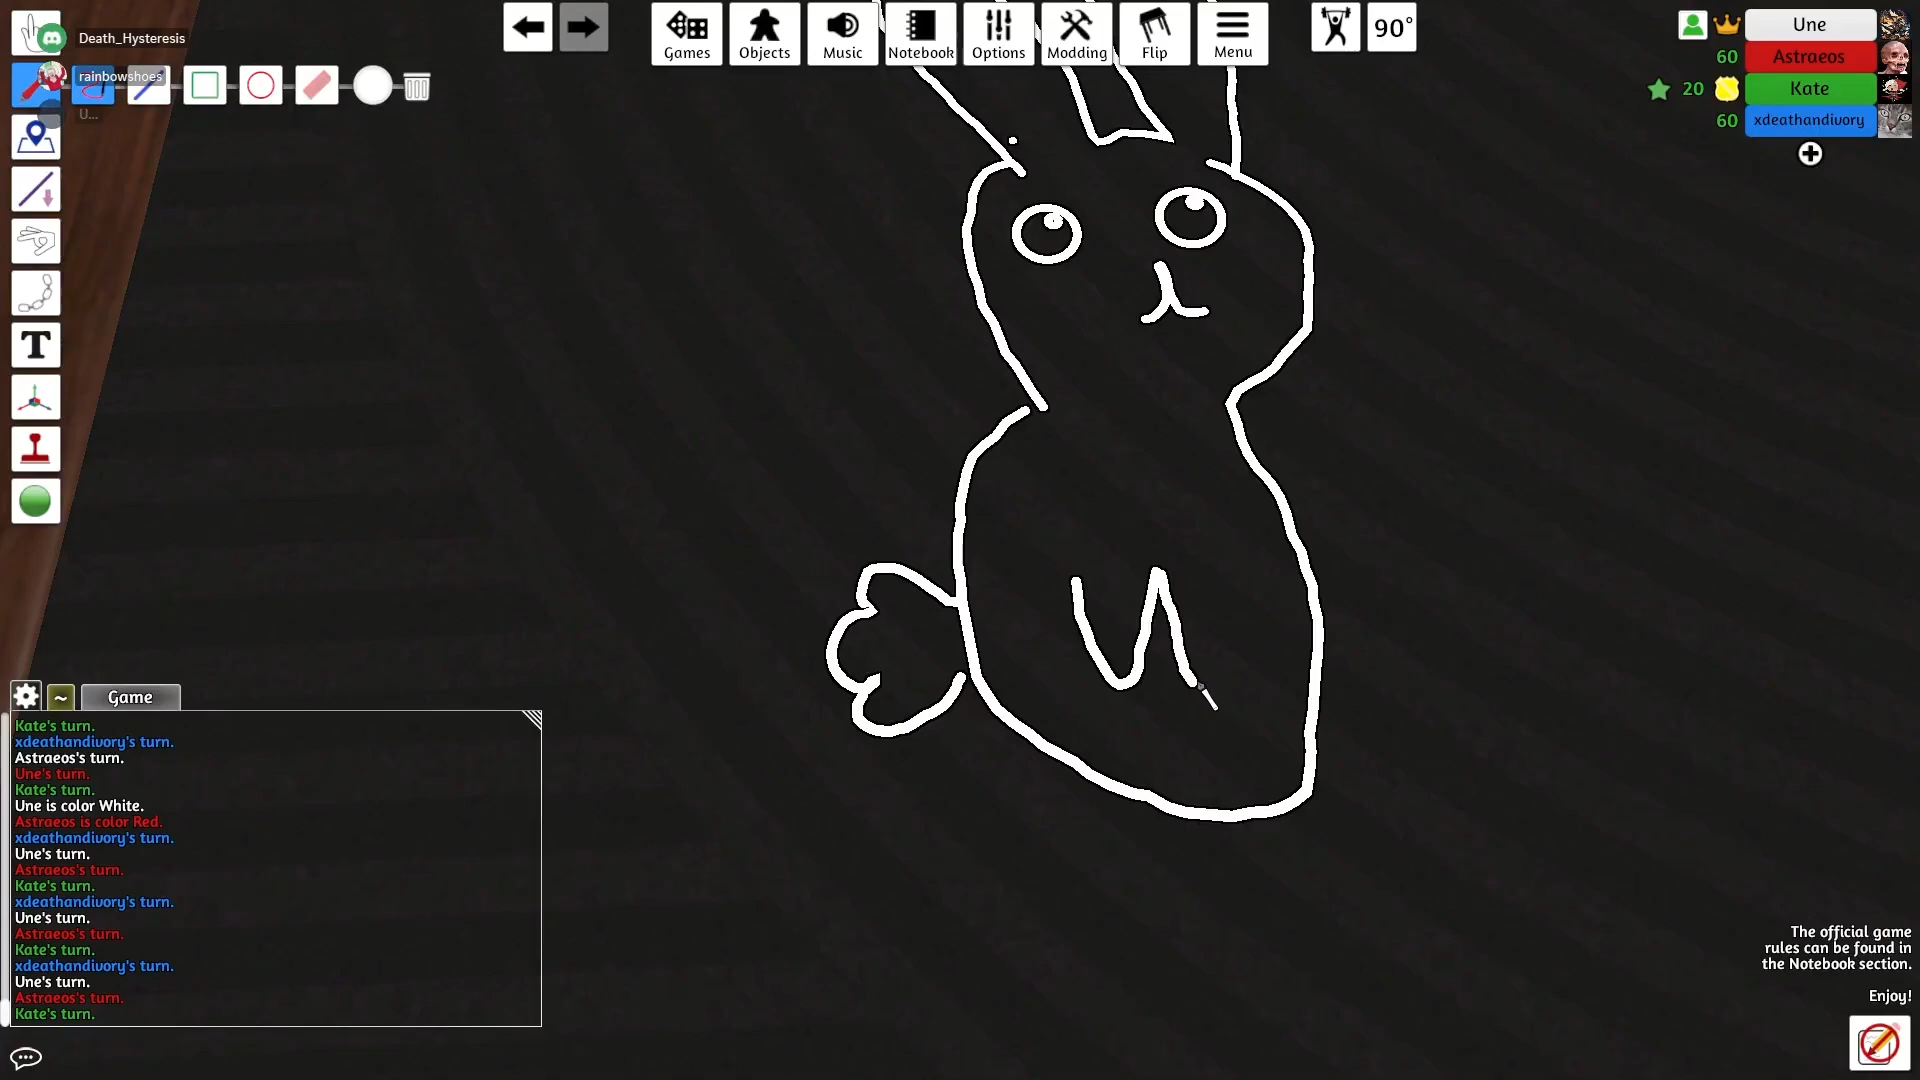 Death_Hysteresis
rainbowshoes
U...
Games
Objects
Music
Notebook
Options
Modding
Flip
Menu
90°
Une
60 Astraeos
20 Kate
60 xdeathandivory
T
~ Game
Kate's turn.
xdeathandivory's turn.
Astraeos's turn.
Une's turn.
Kate's turn.
Une is color White.
Astraeos is color Red.
xdeathandivory's turn.
Une's turn.
Astraeos's turn.
Kate's turn.
xdeathandivory's turn.
Une's turn.
Astraeos's turn.
Kate's turn.
xdeathandivory's turn.
Une's turn.
Astraeos's turn.
Kate's turn.
The official game
rules can be found in
the Notebook section.
Enjoy!